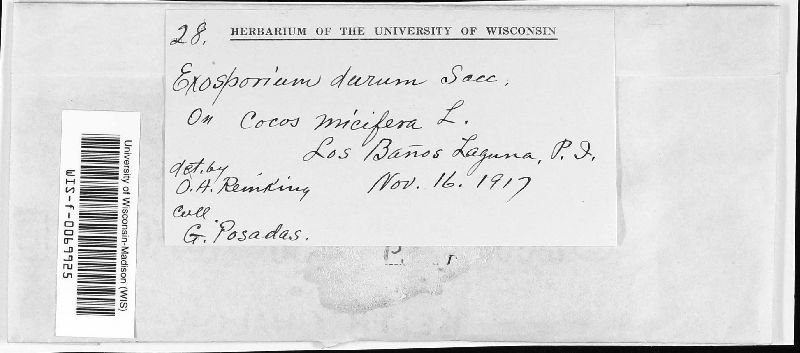 28. HERBARIUM OF THE UNIVERSITY OF WISCONSIN
Exosporium durum Sacc.
On Cocos nucifera L.
Los Baños Laguna, P. I.
det. by
O. A. Reinking Nov. 16. 1917
Coll
G. Posadas.
University of Wisconsin-Madison (WIS)
WIS-F-0069925